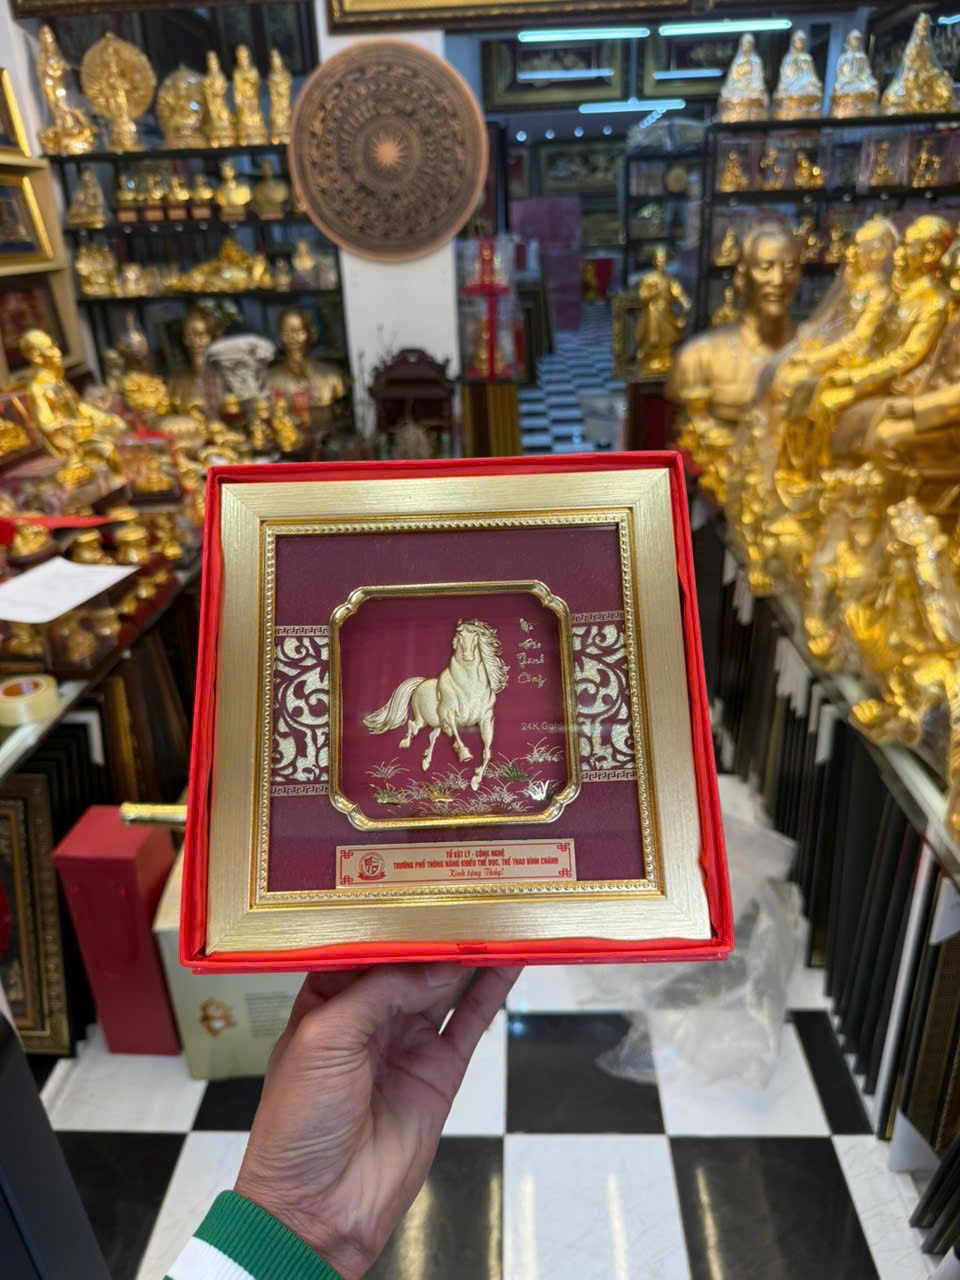 Mã
Đáo
Thành
Công
24K Gold
TỔ VẬT LÝ - CÔNG NGHỆ
TRƯỜNG PHỔ THÔNG NĂNG KHIẾU THỂ DỤC, THỂ THAO BÌNH CHÁNH
Kính tặng Thầy!